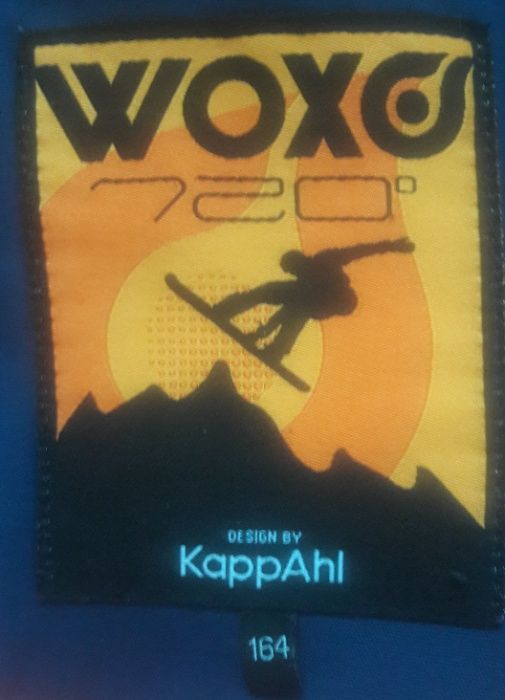 WOXO
720°
DESIGN BY
KappAhl
164